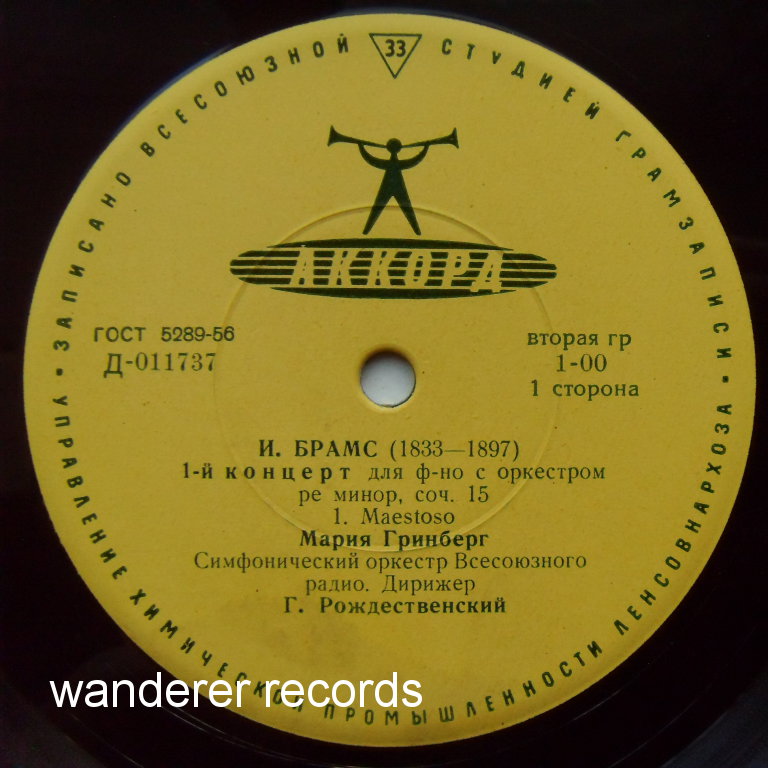 ЗАПИСАНО ВСЕСОЮЗНОЙ 33 СТУДИЕЙ ГРАМЗАПИСИ
АККОРД
ГОСТ 5289-56
Д-011737
вторая гр
1-00
1 сторона
И. БРАМС (1833—1897)
1-й концерт для ф-но с оркестром
ре минор, соч. 15
1. Maestoso
Мария Гринберг
Симфонический оркестр Всесоюзного
радио. Дирижер
Г. Рождественский
• УПРАВЛЕНИЕ ХИМИЧЕСКОЙ ПРОМЫШЛЕННОСТИ ЛЕНСОВНАРХОЗА •
wanderer records